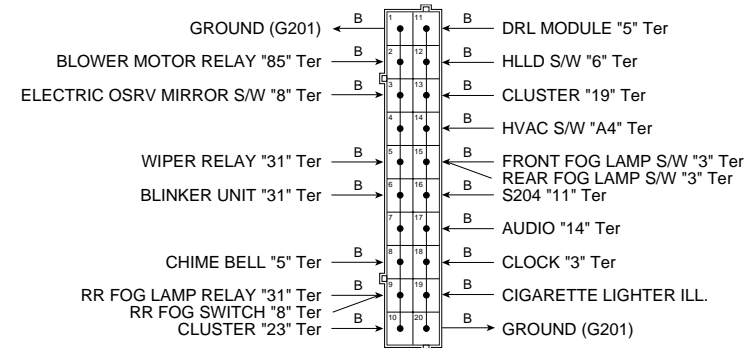 GROUND (G201) B 1 11 B DRL MODULE "5" Ter
BLOWER MOTOR RELAY "85" Ter B 2 12 B HLLD S/W "6" Ter
ELECTRIC OSRV MIRROR S/W "8" Ter B 3 13 B CLUSTER "19" Ter
4 14 B HVAC S/W "A4" Ter
WIPER RELAY "31" Ter B 5 15 B FRONT FOG LAMP S/W "3" Ter
REAR FOG LAMP S/W "3" Ter
BLINKER UNIT "31" Ter B 6 16 B S204 "11" Ter
7 17 B AUDIO "14" Ter
CHIME BELL "5" Ter B 8 18 B CLOCK "3" Ter
RR FOG LAMP RELAY "31" Ter B 9 19 B CIGARETTE LIGHTER ILL.
RR FOG SWITCH "8" Ter
CLUSTER "23" Ter B 10 20 B GROUND (G201)